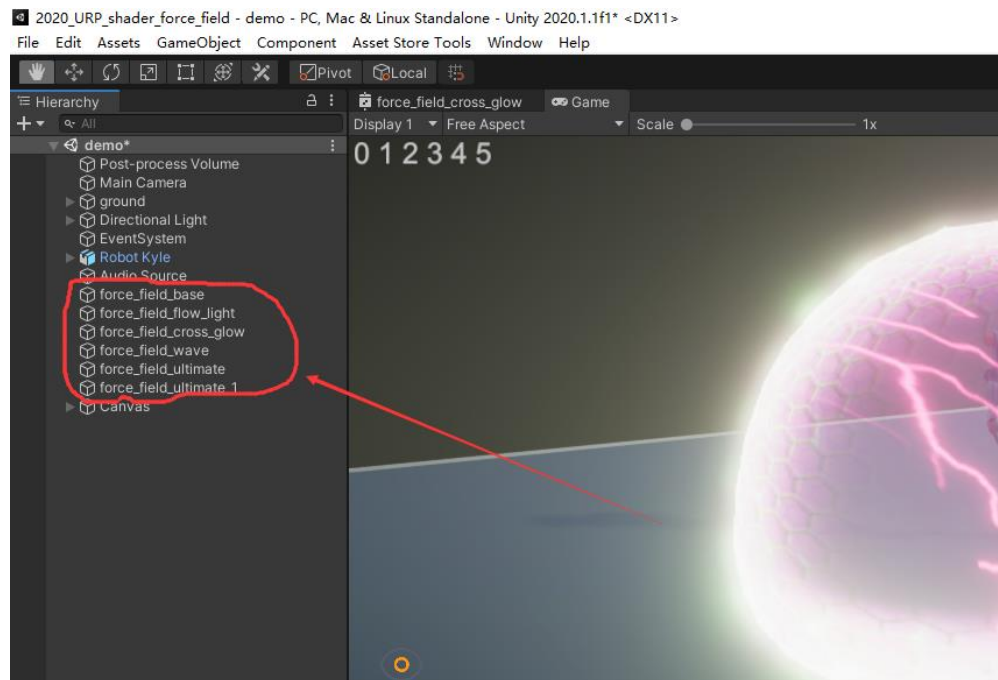 2020_URP_shader_force_field - demo - PC, Mac & Linux Standalone - Unity 2020.1.1f1* <DX11>
File Edit Assets GameObject Component Asset Store Tools Window Help
Pivot Local
Hierarchy
force_field_cross_glow Game
All
Display 1 Free Aspect Scale 1x
demo*
0 1 2 3 4 5
Post-process Volume
Main Camera
ground
Directional Light
EventSystem
Robot Kyle
Audio Source
force_field_base
force_field_flow_light
force_field_cross_glow
force_field_wave
force_field_ultimate
force_field_ultimate_1
Canvas